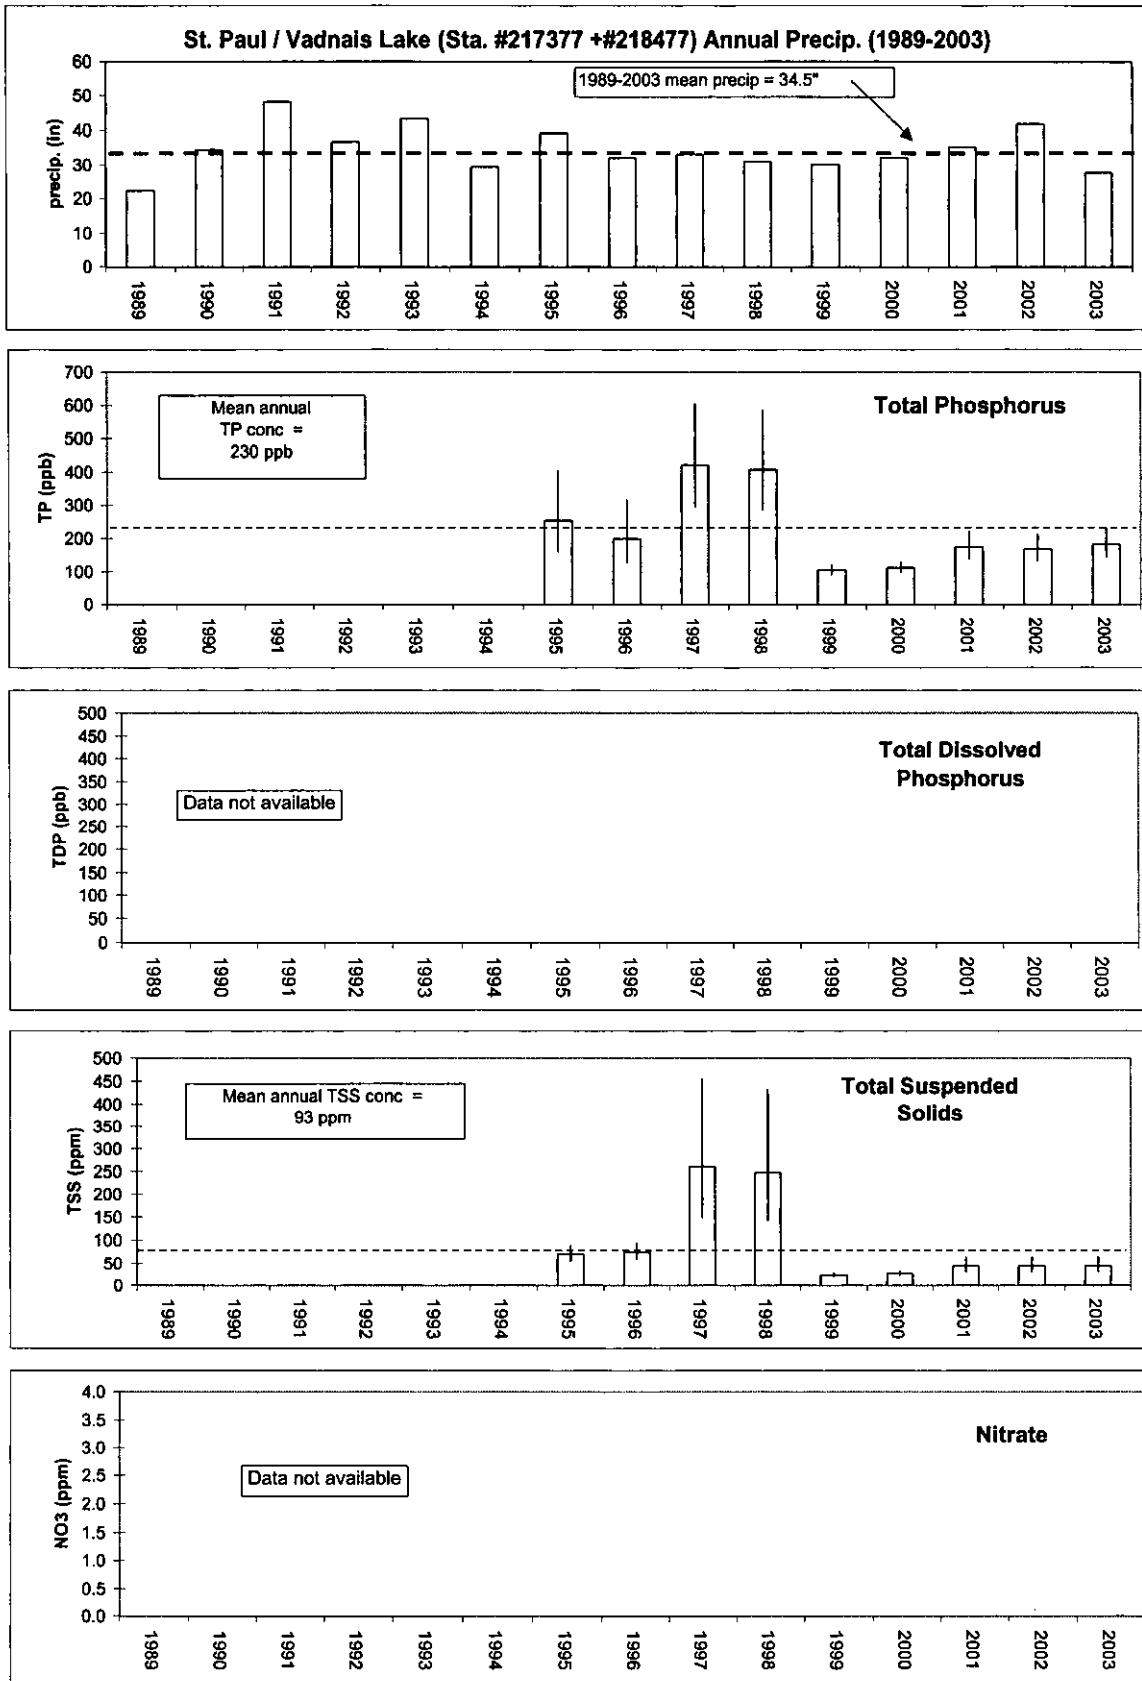 St. Paul / Vadnais Lake (Sta. #217377 +#218477) Annual Precip. (1989-2003)
precip. (in)
60
50
40
30
20
10
0
1989-2003 mean precip = 34.5"
1989 1990 1991 1992 1993 1994 1995 1996 1997 1998 1999 2000 2001 2002 2003
Total Phosphorus
TP (ppb)
700
600
500
400
300
200
100
0
Mean annual
TP conc =
230 ppb
1989 1990 1991 1992 1993 1994 1995 1996 1997 1998 1999 2000 2001 2002 2003
Total Dissolved
Phosphorus
TDP (ppb)
500
450
400
350
300
250
200
150
100
50
0
Data not available
1989 1990 1991 1992 1993 1994 1995 1996 1997 1998 1999 2000 2001 2002 2003
Total Suspended
Solids
TSS (ppm)
500
450
400
350
300
250
200
150
100
50
0
Mean annual TSS conc =
93 ppm
1989 1990 1991 1992 1993 1994 1995 1996 1997 1998 1999 2000 2001 2002 2003
Nitrate
NO3 (ppm)
4.0
3.5
3.0
2.5
2.0
1.5
1.0
0.5
0.0
Data not available
1989 1990 1991 1992 1993 1994 1995 1996 1997 1998 1999 2000 2001 2002 2003